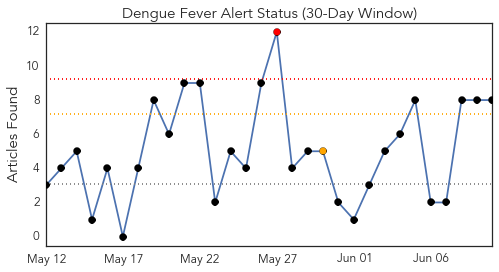 Dengue Fever Alert Status (30-Day Window)
Articles Found
12
10
8
6
4
2
0
May 12 May 17 May 22 May 27 Jun 01 Jun 06